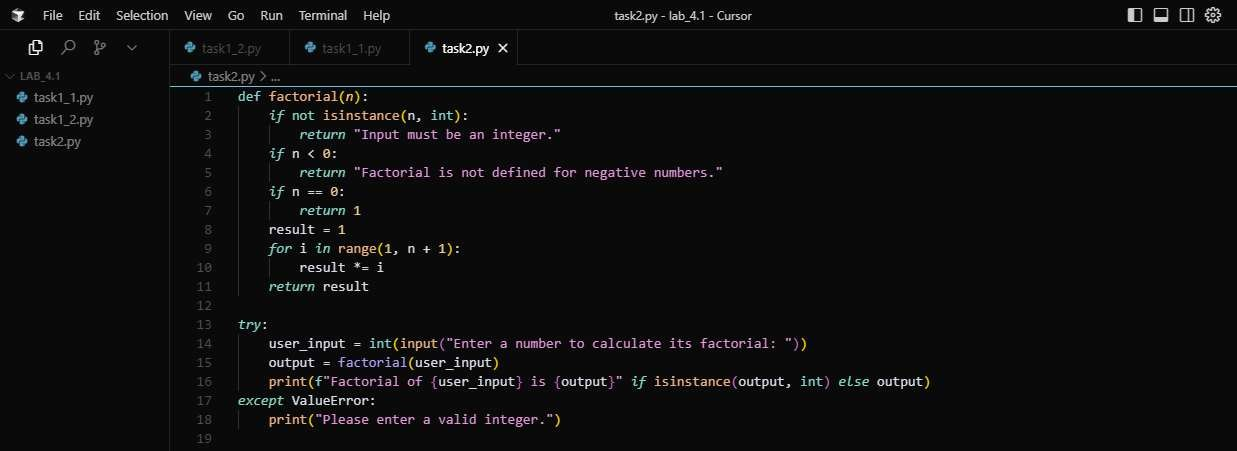 File Edit Selection View Go Run Terminal Help task2.py - lab_4.1 - Cursor
task1_2.py task1_1.py task2.py
LAB_4.1
task1_1.py
task1_2.py
task2.py
task2.py > ...
1 def factorial(n):
2     if not isinstance(n, int):
3         return "Input must be an integer."
4     if n < 0:
5         return "Factorial is not defined for negative numbers."
6     if n == 0:
7         return 1
8     result = 1
9     for i in range(1, n + 1):
10         result *= i
11     return result
12
13 try:
14     user_input = int(input("Enter a number to calculate its factorial: "))
15     output = factorial(user_input)
16     print(f"Factorial of {user_input} is {output}" if isinstance(output, int) else output)
17 except ValueError:
18     print("Please enter a valid integer.")
19